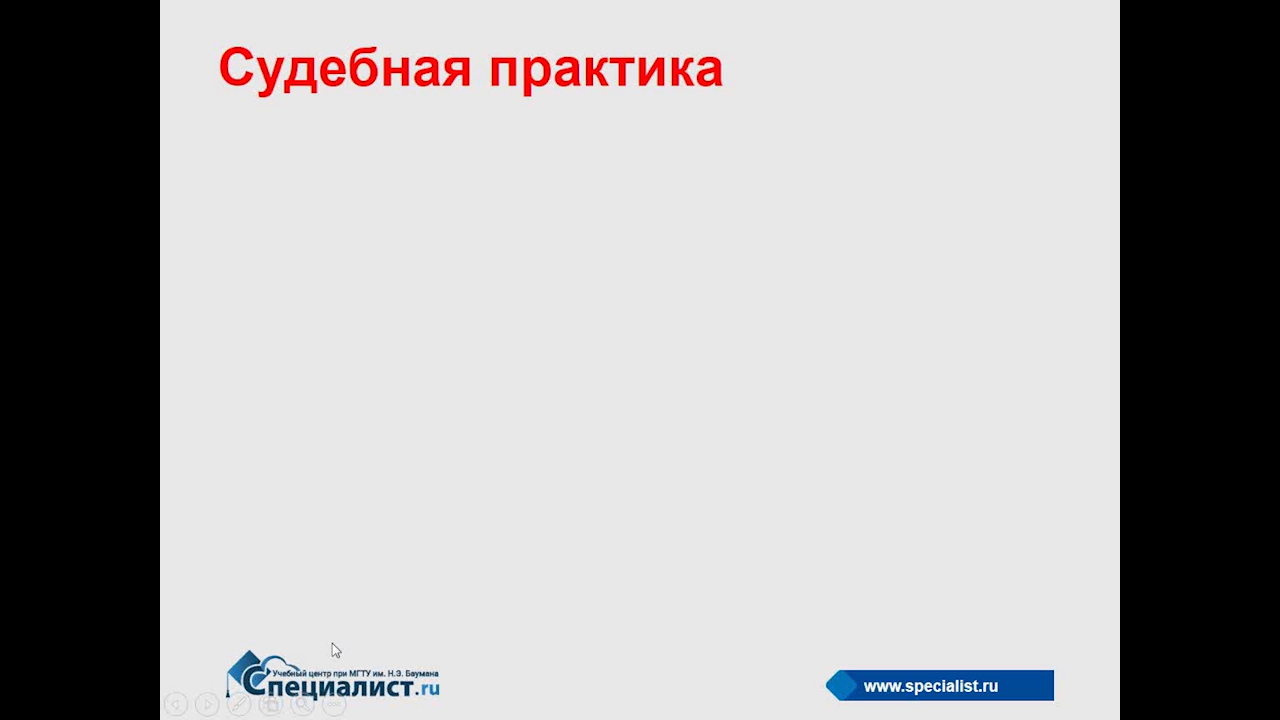 Судебная практика
Учебный центр при МГТУ им. Н.Э. Баумана
Специалист.ru
www.specialist.ru